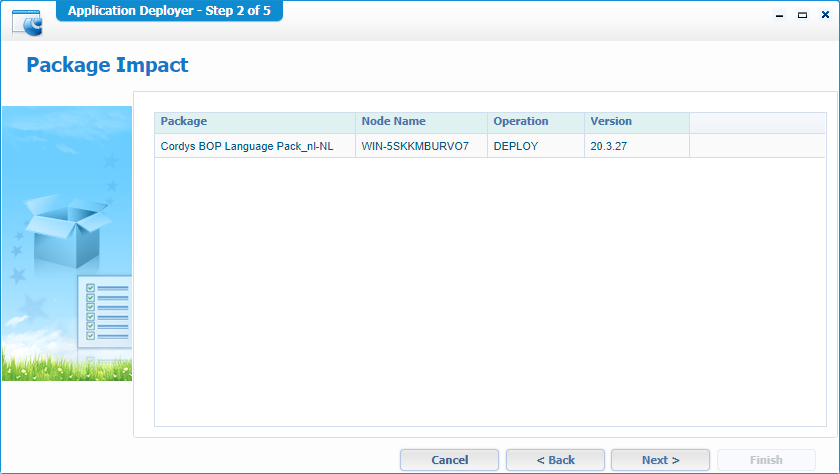 Application Deployer - Step 2 of 5
Package Impact
Package Node Name Operation Version
Cordys BOP Language Pack_nl-NL WIN-5SKKMBURVO7 DEPLOY 20.3.27
Cancel < Back Next > Finish